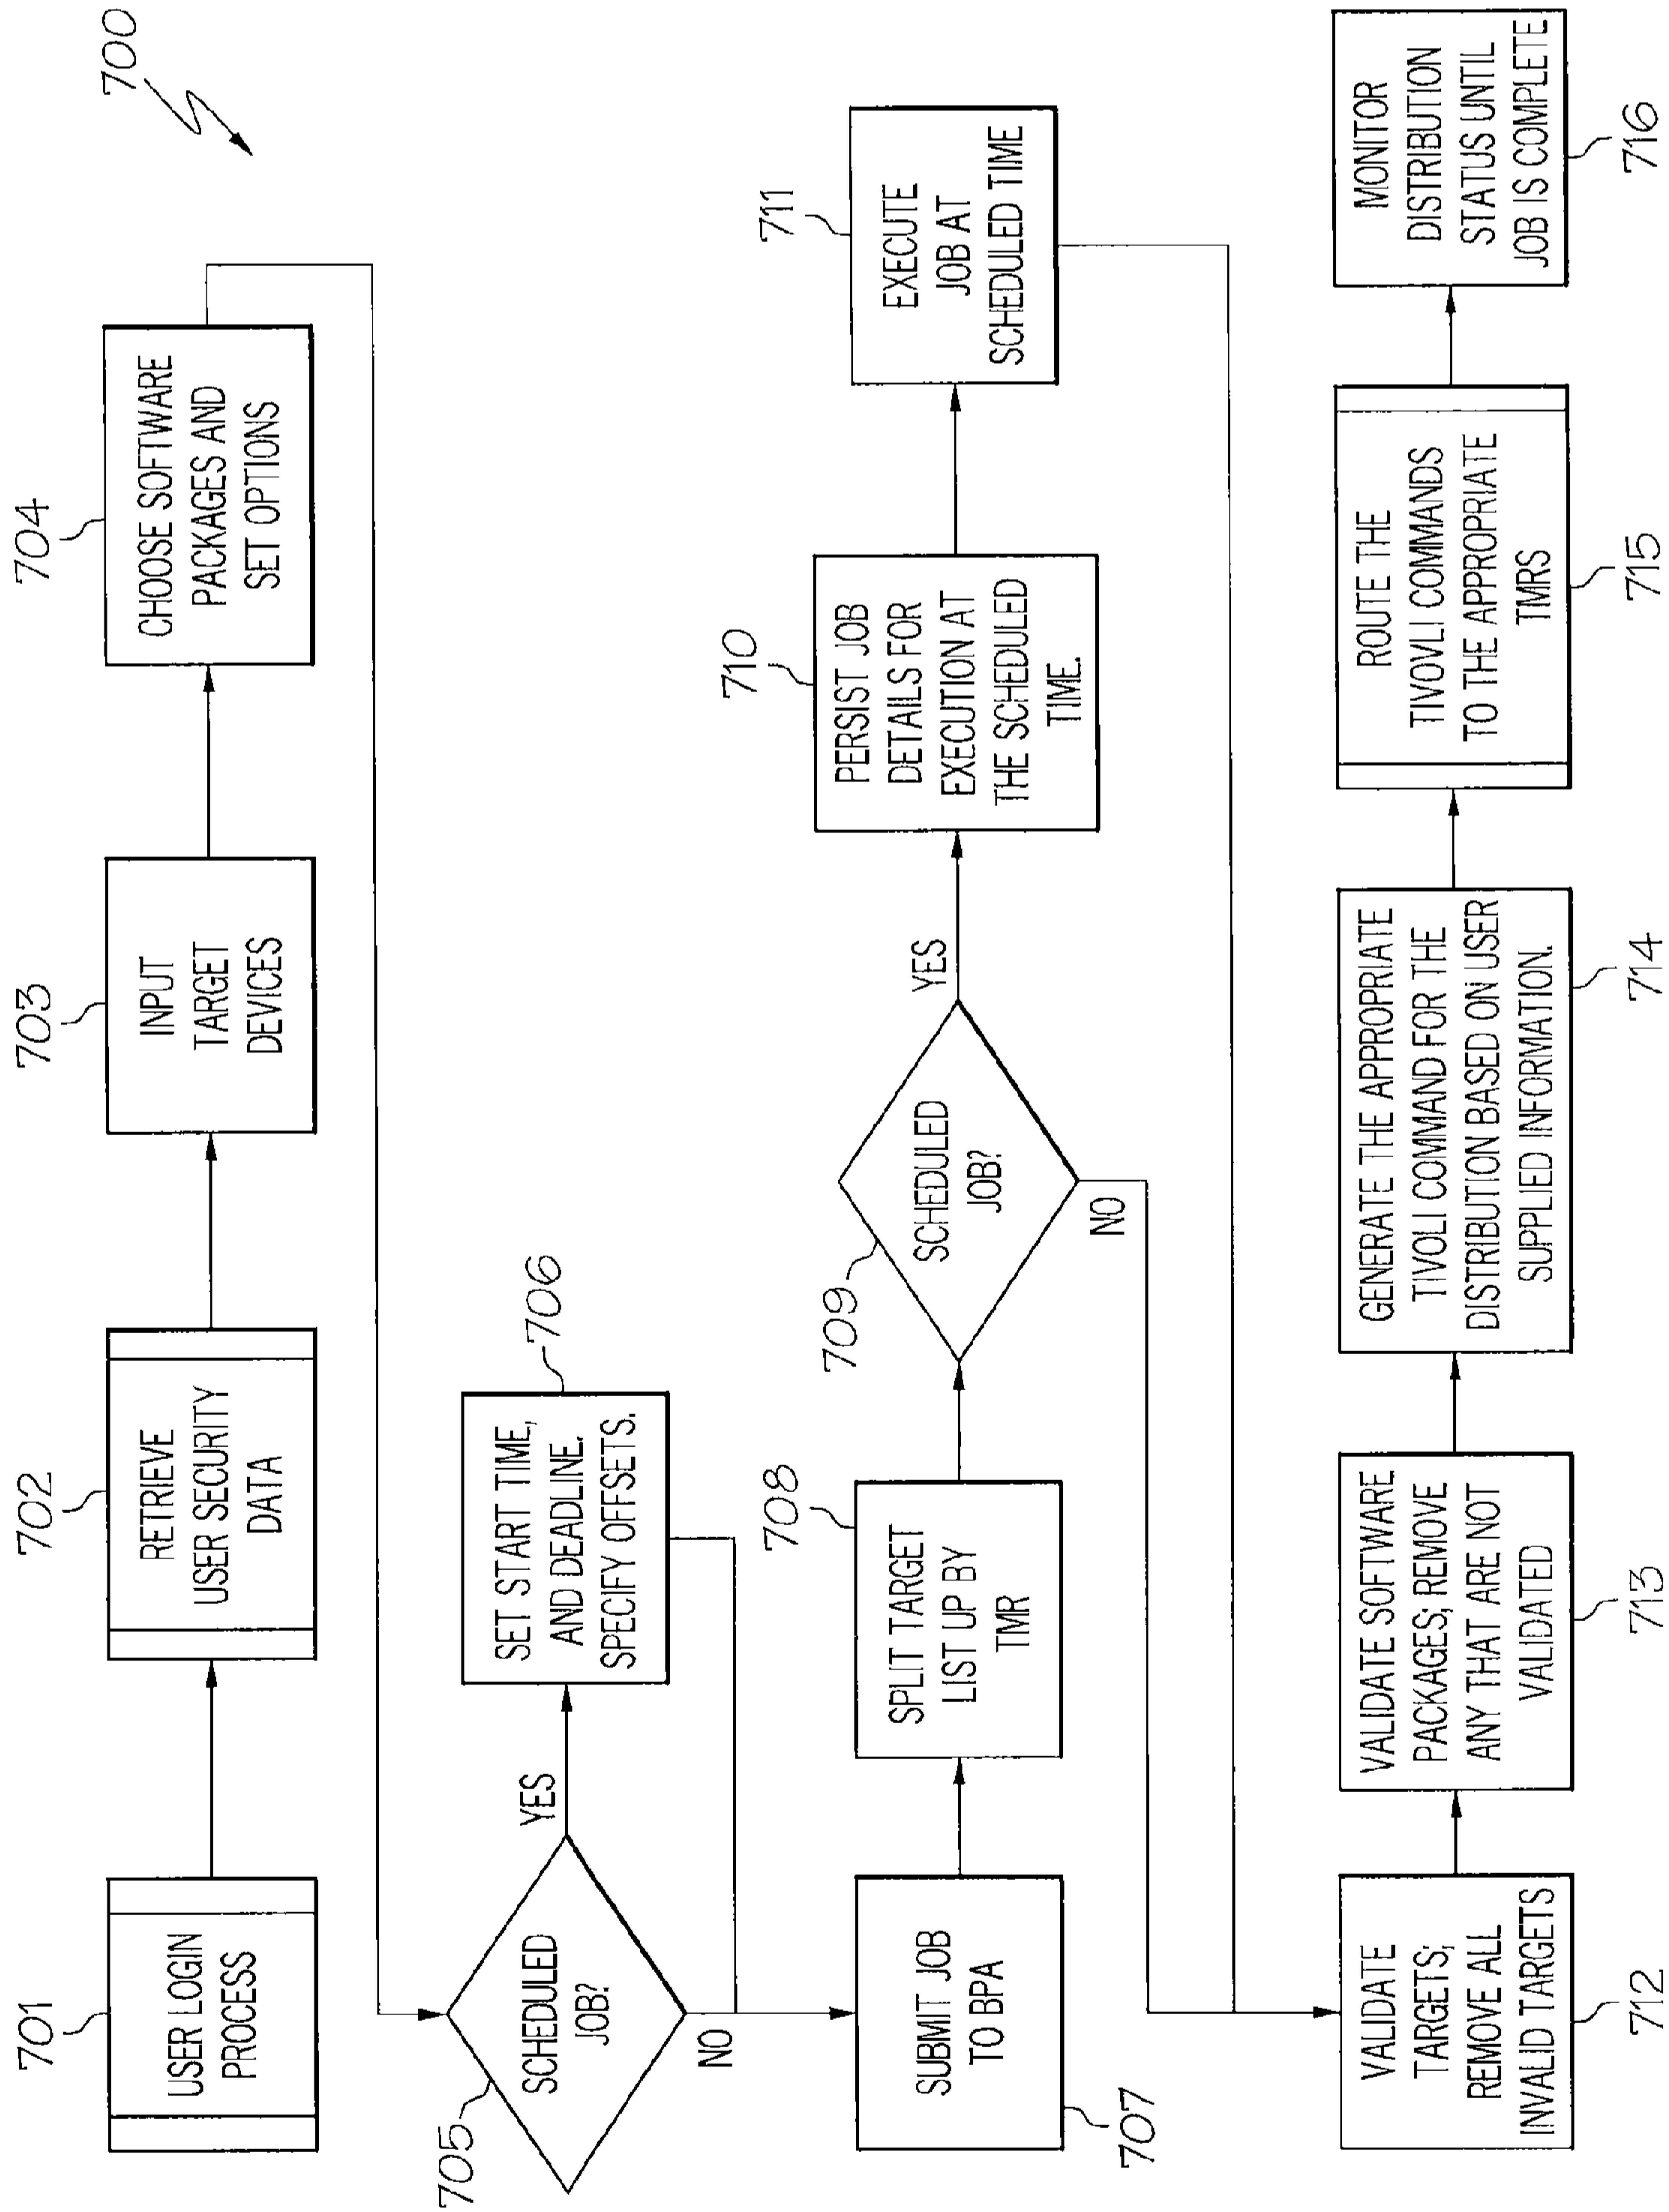 700
701
USER LOGIN
PROCESS
702
RETRIEVE
USER SECURITY
DATA
703
INPUT
TARGET
DEVICES
704
CHOOSE SOFTWARE
PACKAGES AND
SET OPTIONS
705
SCHEDULED
JOB?
YES
NO
706
SET START TIME,
AND DEADLINE.
SPECIFY OFFSETS.
707
SUBMIT JOB
TO BPA
708
SPLIT TARGET
LIST UP BY
TMR
709
SCHEDULED
JOB?
YES
NO
710
PERSIST JOB
DETAILS FOR
EXECUTION AT
THE SCHEDULED
TIME.
711
EXECUTE
JOB AT
SCHEDULED TIME
VALIDATE
TARGETS;
REMOVE ALL
INVALID TARGETS
712
VALIDATE SOFTWARE
PACKAGES; REMOVE
ANY THAT ARE NOT
VALIDATED
713
GENERATE THE APPROPRIATE
TIVOLI COMMAND FOR THE
DISTRIBUTION BASED ON USER
SUPPLIED INFORMATION.
714
ROUTE THE
TIVOVLI COMMANDS
TO THE APPROPRIATE
TMRS
715
MONITOR
DISTRIBUTION
STATUS UNTIL
JOB IS COMPLETE
716